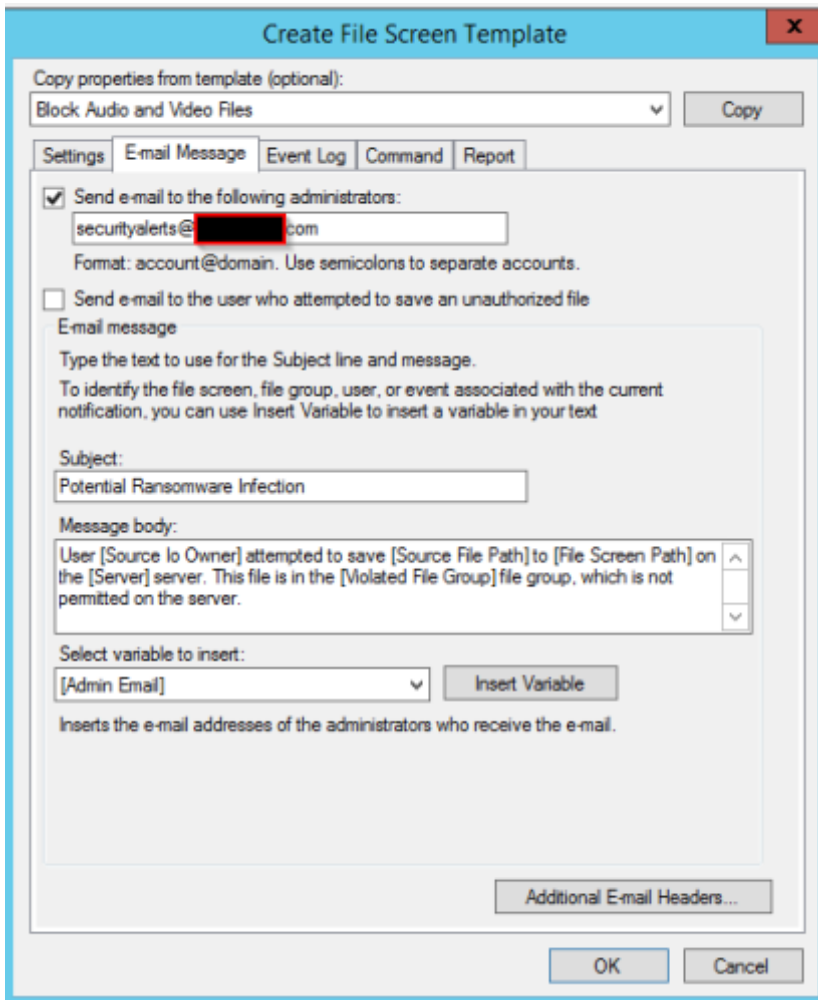 Create File Screen Template
x
Copy properties from template (optional):
Block Audio and Video Files
Copy
Settings E-mail Message Event Log Command Report
Send e-mail to the following administrators:
securityalerts@ com
Format: account@domain. Use semicolons to separate accounts.
Send e-mail to the user who attempted to save an unauthorized file
E-mail message
Type the text to use for the Subject line and message.
To identify the file screen, file group, user, or event associated with the current
notification, you can use Insert Variable to insert a variable in your text
Subject:
Potential Ransomware Infection
Message body:
User [Source Io Owner] attempted to save [Source File Path] to [File Screen Path] on
the [Server] server. This file is in the [Violated File Group] file group, which is not
permitted on the server.
Select variable to insert:
[Admin Email]
Insert Variable
Inserts the e-mail addresses of the administrators who receive the e-mail.
Additional E-mail Headers...
OK Cancel